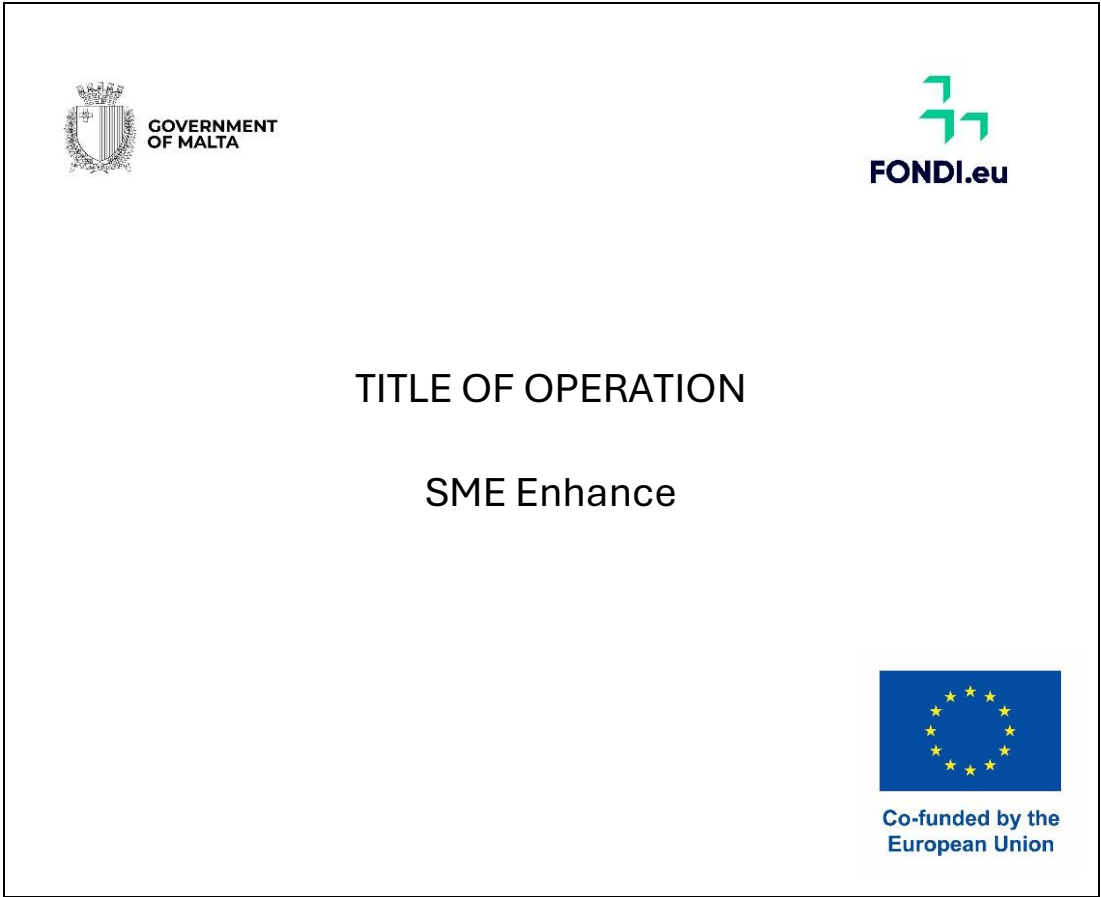 GOVERNMENT
OF MALTA
FONDI.eu
TITLE OF OPERATION
SME Enhance
Co-funded by the
European Union